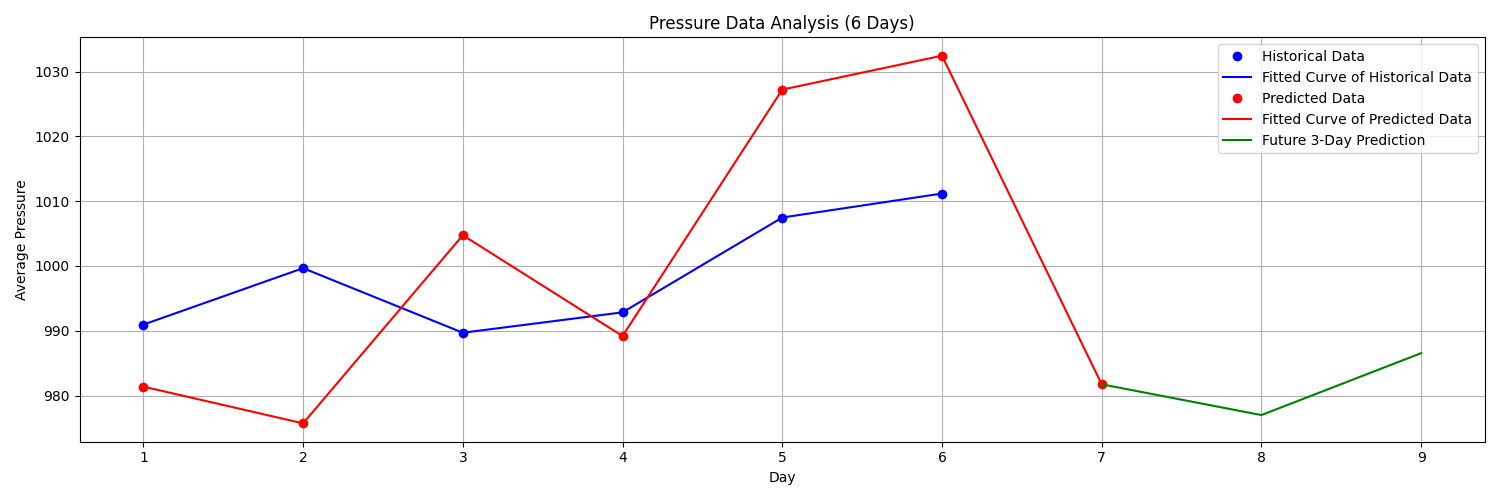 Pressure Data Analysis (6 Days)
Historical Data
Fitted Curve of Historical Data
Predicted Data
Fitted Curve of Predicted Data
Future 3-Day Prediction
1030
1020
1010
1000
990
980
Average Pressure
1 2 3 4 5 6 7 8 9
Day